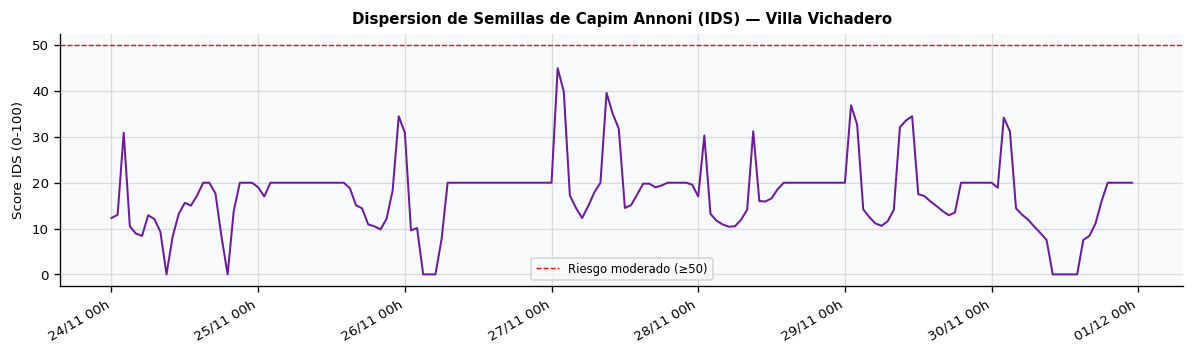 Dispersion de Semillas de Capim Annoni (IDS) — Villa Vichadero
Score IDS (0-100)
50
40
30
20
10
0
Riesgo moderado (≥50)
24/11 00h
25/11 00h
26/11 00h
27/11 00h
28/11 00h
29/11 00h
30/11 00h
01/12 00h